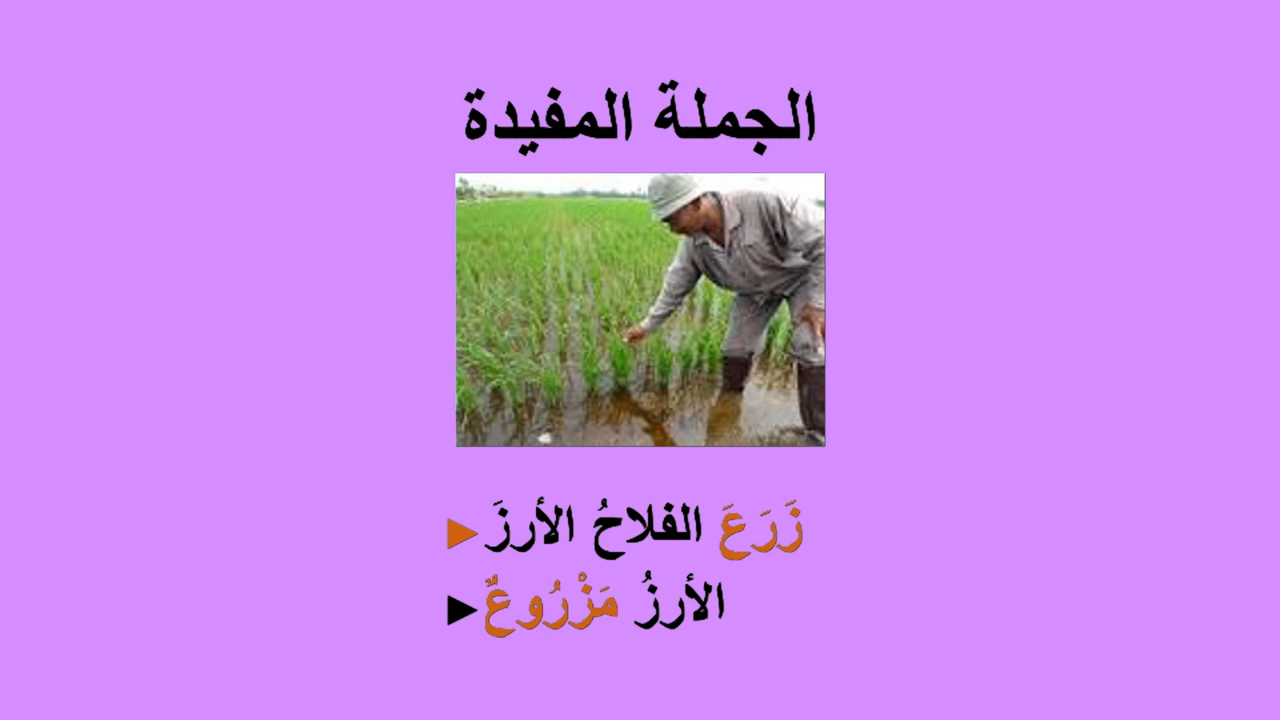 الجملة المفيدة
زَرَعَ الفلاحُ الأرزَ
الأرزُ مَزْرُوعٌ